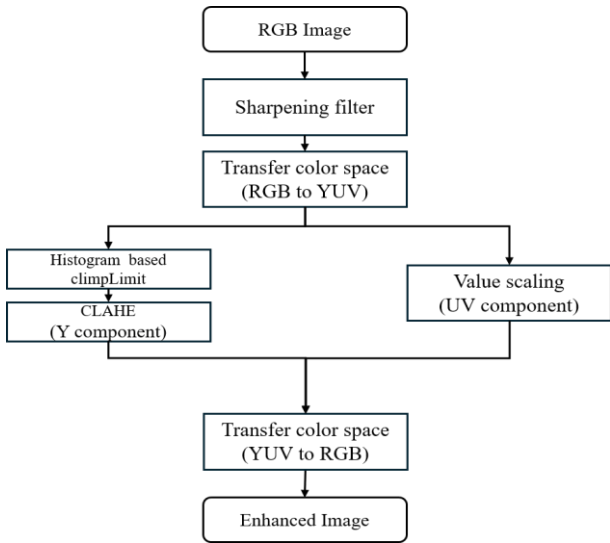 RGB Image
Sharpening filter
Transfer color space
(RGB to YUV)
Histogram based
climpLimit
CLAHE
(Y component)
Value scaling
(UV component)
Transfer color space
(YUV to RGB)
Enhanced Image